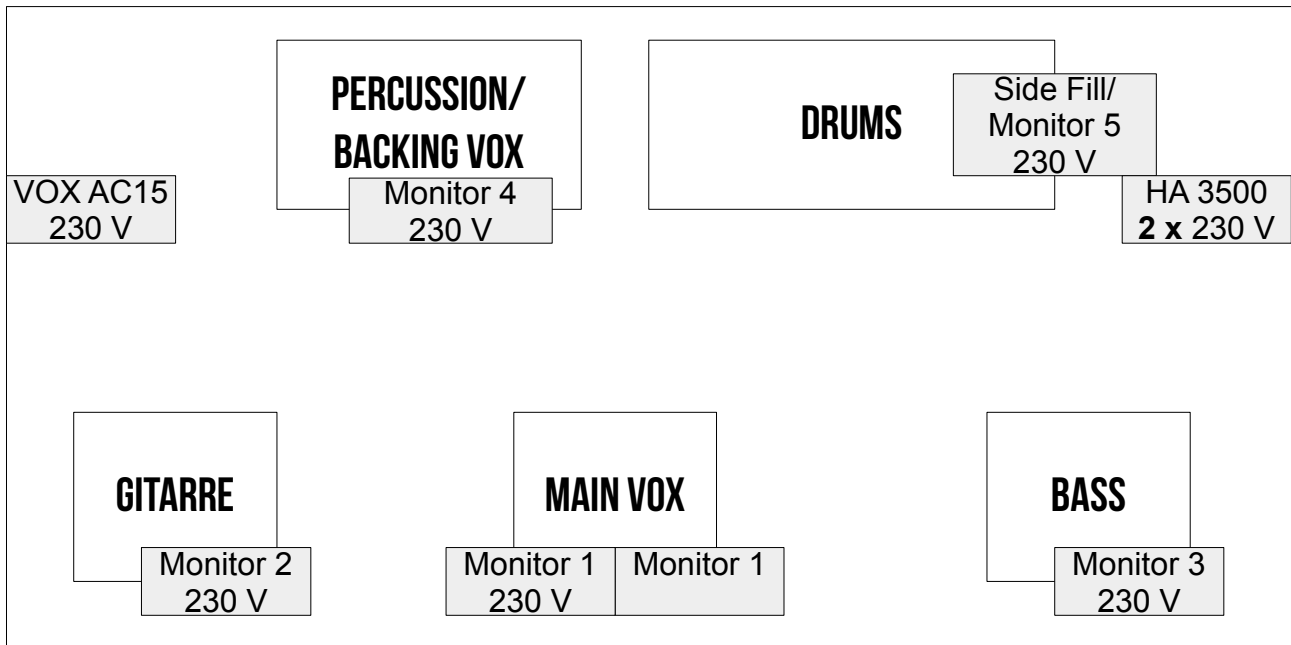 PERCUSSION/
BACKING VOX
DRUMS
Side Fill/
Monitor 5
230 V
VOX AC15
230 V
Monitor 4
230 V
HA 3500
2 x 230 V
GITARRE
MAIN VOX
BASS
Monitor 2
230 V
Monitor 1
230 V
Monitor 1
Monitor 3
230 V